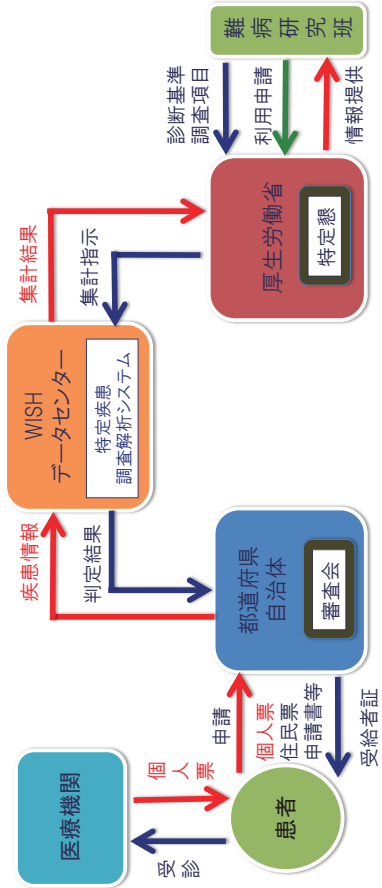 医療機関
受診
個人
票
患者
申請
個人票
住民票
申請書等
受給者証
都道府県
自治体
審査会
疾患情報
判定結果
WISH
データセンター
特定疾患
調査解析システム
集計結果
集計指示
厚生労働省
特定懇
診断基準
調査項目
利用申請
情報提供
難病研究班